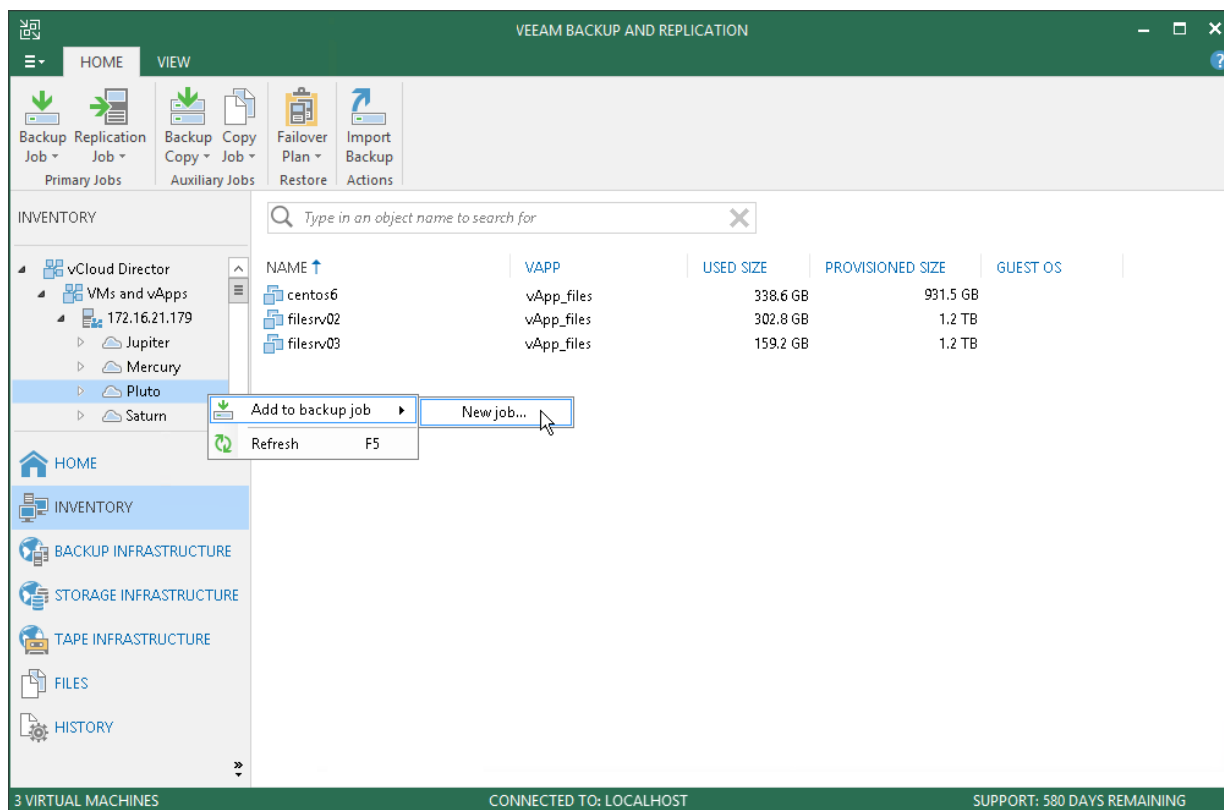 VEEAM BACKUP AND REPLICATION
HOME VIEW
Backup Job Replication Job Backup Copy Copy Job Failover Plan Import Backup
Primary Jobs Auxiliary Jobs Restore Actions
INVENTORY
Type in an object name to search for
vCloud Director
VMs and vApps
172.16.21.179
Jupiter
Mercury
Pluto
Saturn
NAME VAPP USED SIZE PROVISIONED SIZE GUEST OS
centos6 vApp_files 338.6 GB 931.5 GB
filesrv02 vApp_files 302.8 GB 1.2 TB
filesrv03 vApp_files 159.2 GB 1.2 TB
Add to backup job
New job...
Refresh F5
HOME
INVENTORY
BACKUP INFRASTRUCTURE
STORAGE INFRASTRUCTURE
TAPE INFRASTRUCTURE
FILES
HISTORY
3 VIRTUAL MACHINES CONNECTED TO: LOCALHOST SUPPORT: 580 DAYS REMAINING